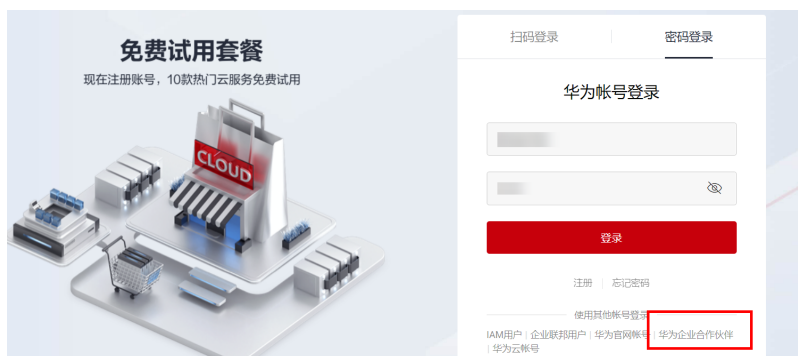 免费试用套餐
现在注册账号，10款热门云服务免费试用
CLOUD
扫码登录 密码登录
华为帐号登录
登录
注册 | 忘记密码
使用其他帐号登录
IAM用户 | 企业联邦用户 | 华为官网帐号 | 华为企业合作伙伴
| 华为云帐号